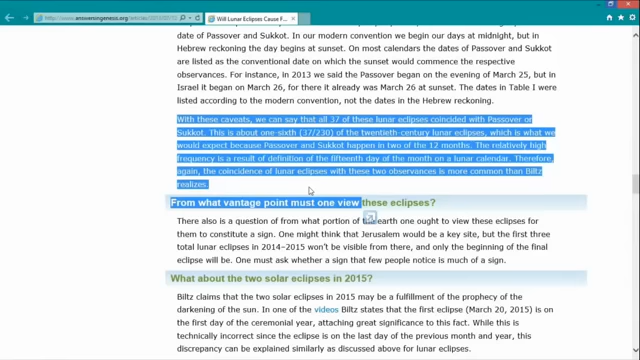 http://www.answersingenesis.org/articles/2013/09/20/
Will Lunar Eclipses Cause F...
date of Passover and Sukkot. In our modern convention we begin our days at midnight, but in
Hebrew reckoning the day begins at sunset. On most calendars the dates of Passover and Sukkot
are listed as the conventional date on which the sunset would commence the respective
observances. For instance, in 2013 we said the Passover began on the evening of March 25, but in
Israel it began on March 26, for there it already was March 26 at sunset. The dates in Table I were
listed according to the modern convention, not the dates in the Hebrew reckoning.
With these caveats, we can say that all 37 of these lunar eclipses coincided with Passover or
Sukkot. This is about one-sixth (37/230) of the twentieth-century lunar eclipses, which is what we
would expect because Passover and Sukkot happen in two of the 12 months. The relatively high
frequency is a result of definition of the fifteenth day of the month on a lunar calendar. Therefore,
again, the coincidence of lunar eclipses with these two observances is more common than Biltz
realizes.
From what vantage point must one view these eclipses?
There also is a question of from what portion of the earth one ought to view these eclipses for
them to constitute a sign. One might think that Jerusalem would be a key site, but the first three
total lunar eclipses in 2014–2015 won't be visible from there, and only the beginning of the final
eclipse will be. One must ask whether a sign that few people notice is much of a sign.
What about the two solar eclipses in 2015?
Biltz claims that the two solar eclipses in 2015 may be a fulfillment of the prophecy of the
darkening of the sun. In one of the videos Biltz states that the first eclipse (March 20, 2015) is
on the first day of the ceremonial year, attaching great significance to this fact. While this is
technically incorrect since the eclipse is on the last day of the previous month and year, this
discrepancy can be explained similarly as discussed above for lunar eclipses.